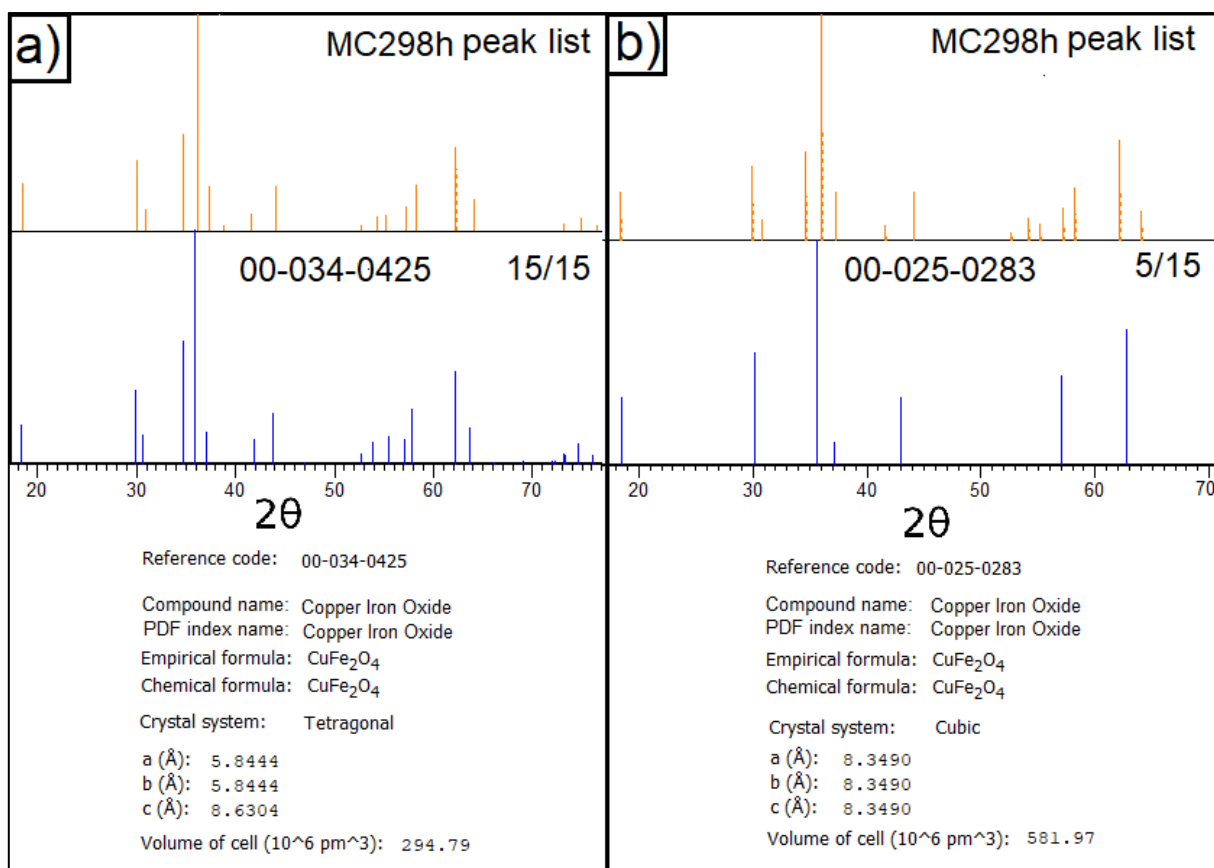 a)
MC298h peak list
00-034-0425
15/15
20 30 40 50 60 70
2θ
Reference code: 00-034-0425
Compound name: Copper Iron Oxide
PDF index name: Copper Iron Oxide
Empirical formula: CuFe₂O₄
Chemical formula: CuFe₂O₄
Crystal system: Tetragonal
a (Å): 5.8444
b (Å): 5.8444
c (Å): 8.6304
Volume of cell (10^6 pm^3): 294.79
b)
MC298h peak list
00-025-0283
5/15
20 30 40 50 60 70
2θ
Reference code: 00-025-0283
Compound name: Copper Iron Oxide
PDF index name: Copper Iron Oxide
Empirical formula: CuFe₂O₄
Chemical formula: CuFe₂O₄
Crystal system: Cubic
a (Å): 8.3490
b (Å): 8.3490
c (Å): 8.3490
Volume of cell (10^6 pm^3): 581.97